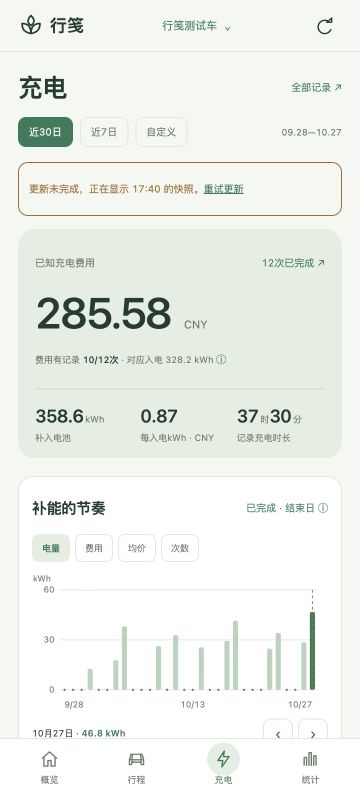 行笺
行笺测试车
充电
全部记录 ↗
近30日
近7日
自定义
09.28—10.27
更新未完成，正在显示 17:40 的快照。重试更新
已知充电费用
12次已完成 ↗
285.58 CNY
费用有记录 10/12次 · 对应入电 328.2 kWh ⓘ
358.6 kWh
补入电池
0.87
每入电kWh · CNY
37时30分
记录充电时长
补能的节奏
已完成 · 结束日 ⓘ
电量
费用
均价
次数
kWh
60
30
0
9/28
10/13
10/27
10月27日 · 46.8 kWh
‹
›
概览
行程
充电
统计